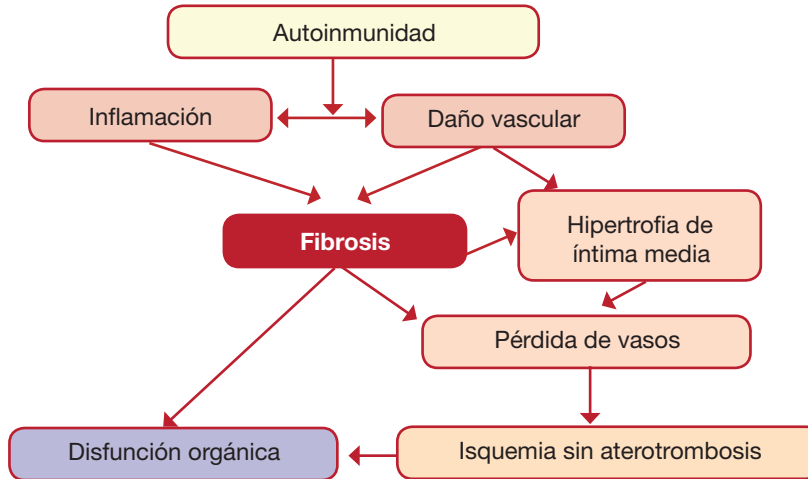 Autoinmunidad
Inflamación
Daño vascular
Fibrosis
Hipertrofia de
íntima media
Pérdida de vasos
Disfunción orgánica
Isquemia sin aterotrombosis